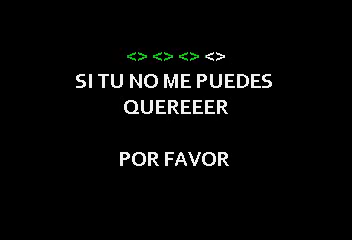 <> <> <> <>
SI TU NO ME PUEDES
QUEREEER
POR FAVOR